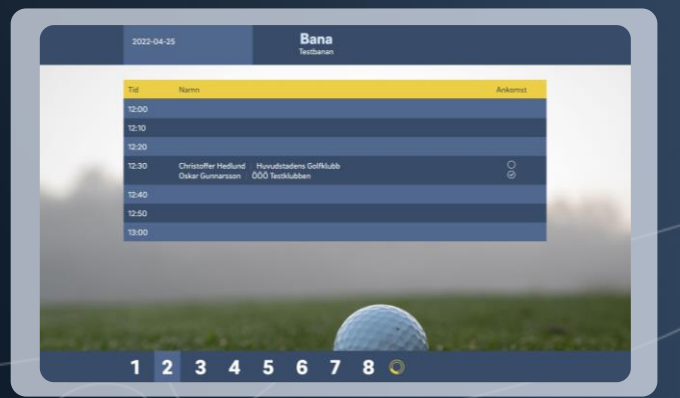 2022-04-25
Bana
Testbanan
Tid Namn Ankomst
12:00
12:10
12:20
12:30 Christoffer Hedlund Huvudstadens Golfklubb
Oskar Gunnarsson ÖÖÖ Testklubben
12:40
12:50
13:00
1 2 3 4 5 6 7 8